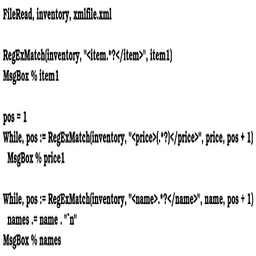 FileRead, inventory, xmlfile.xml
RegExMatch(inventory, "<item.*?</item>", item1)
MsgBox % item1
pos = 1
While, pos := RegExMatch(inventory, "<price>(.*?)</price>", price, pos + 1)
MsgBox % price1
While, pos := RegExMatch(inventory, "<name>.*?</name>", name, pos + 1)
names .= name . "`n"
MsgBox % names